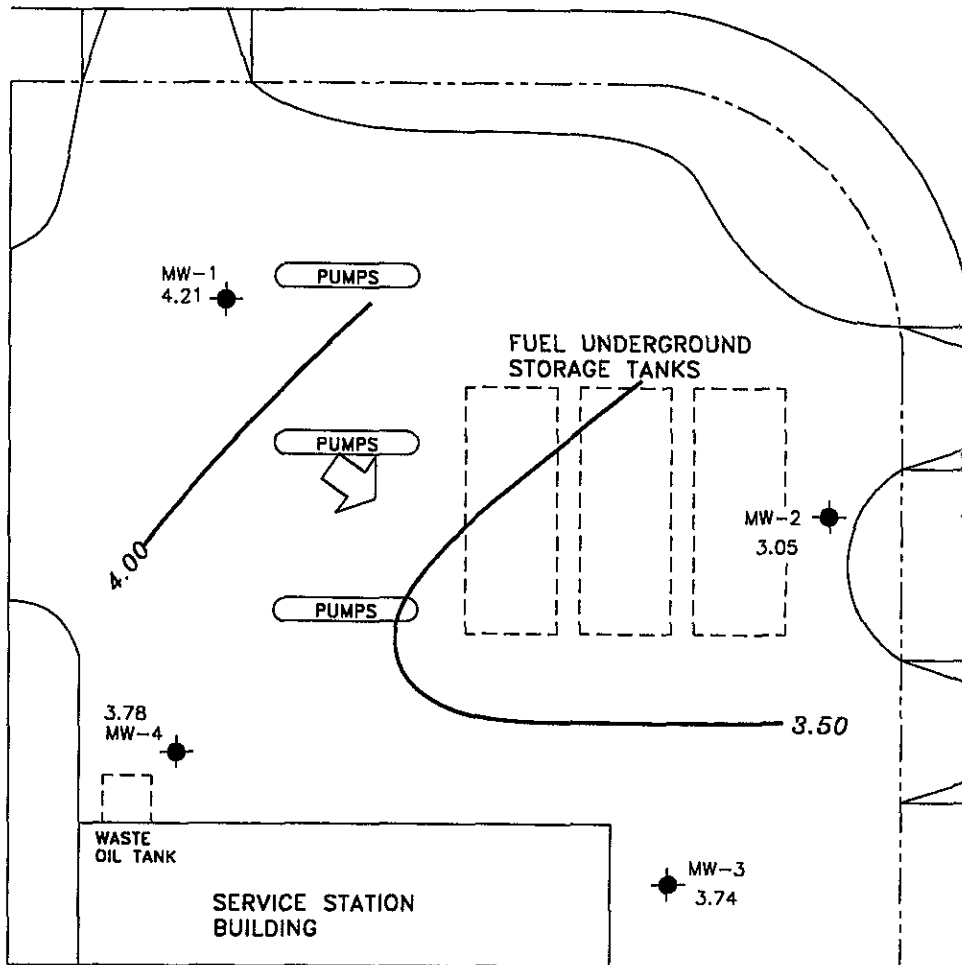 MW-1
4.21
PUMPS
FUEL UNDERGROUND
STORAGE TANKS
PUMPS
MW-2
3.05
4.00
PUMPS
3.78
MW-4
3.50
WASTE
OIL TANK
MW-3
3.74
SERVICE STATION
BUILDING